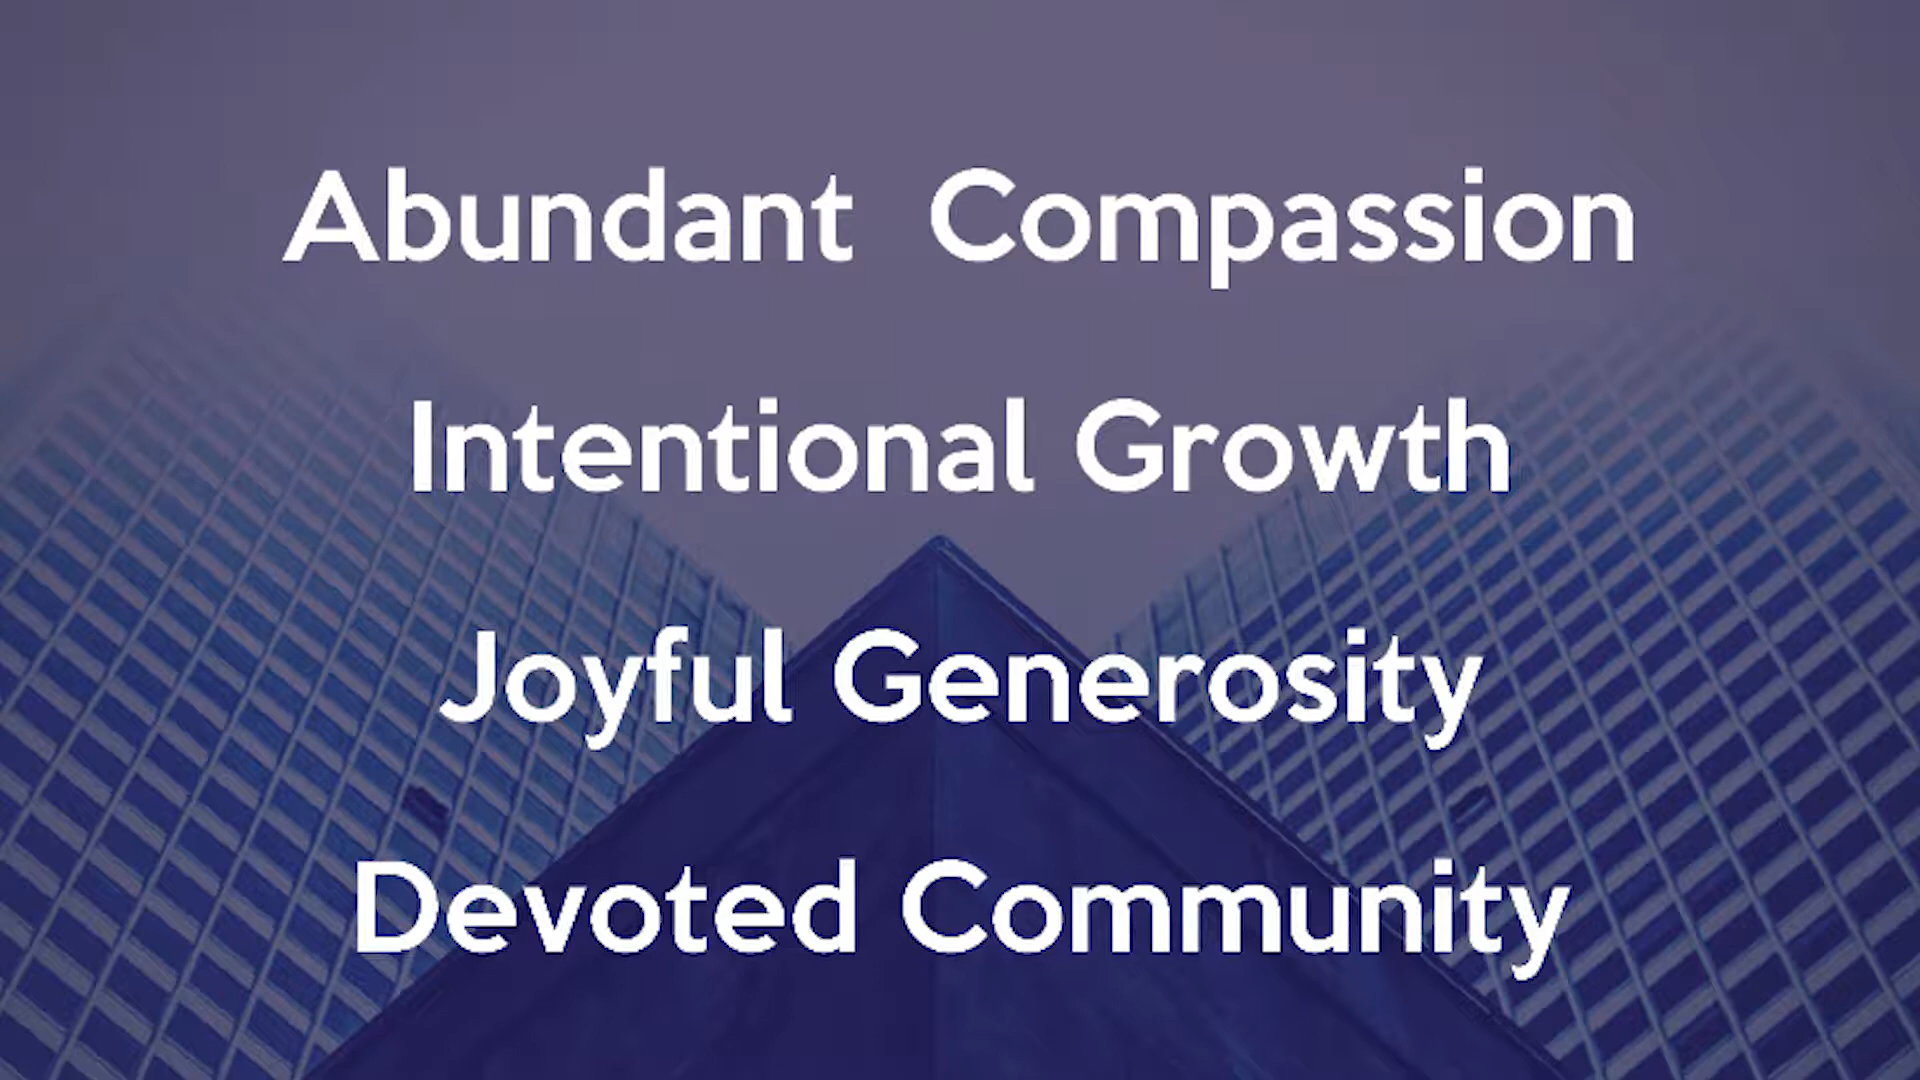 Abundant  Compassion
Intentional Growth
Joyful Generosity
Devoted Community